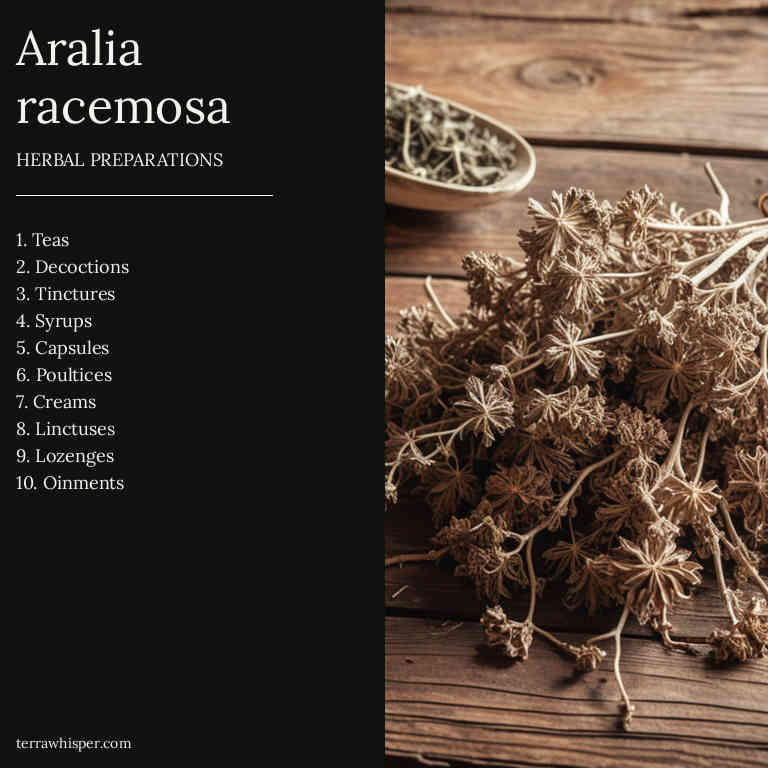 Aralia
racemosa
HERBAL PREPARATIONS
1. Teas
2. Decoctions
3. Tinctures
4. Syrups
5. Capsules
6. Poultices
7. Creams
8. Linctuses
9. Lozenges
10. Oinments
terrawhisper.com